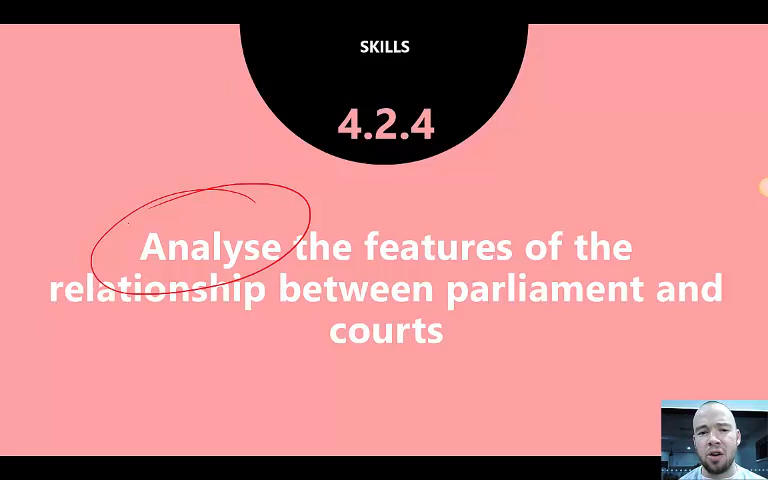 SKILLS
4.2.4
Analyse the features of the
relationship between parliament and
courts